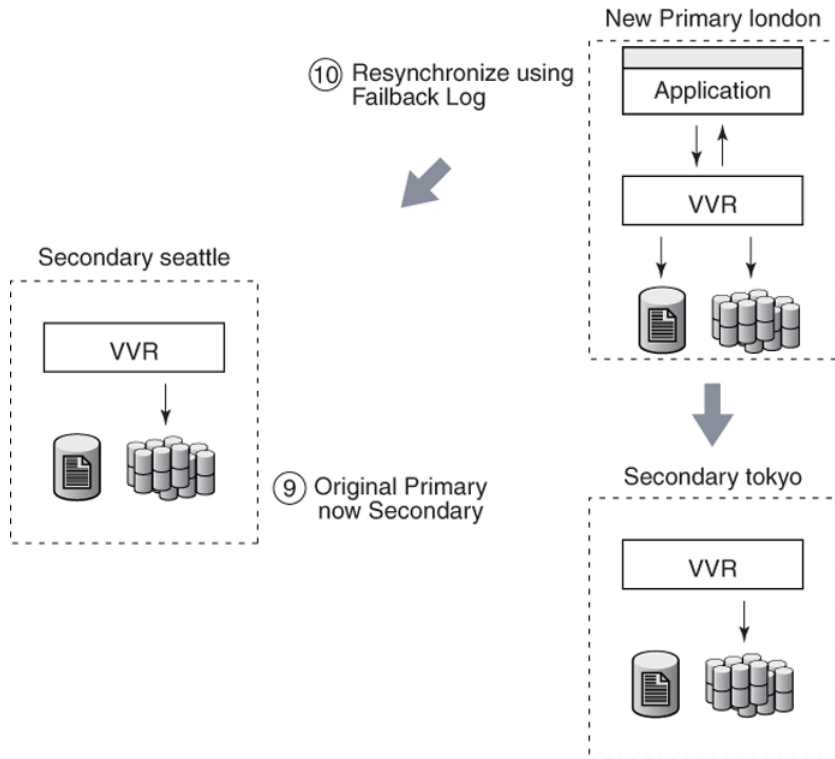 New Primary london
⑩ Resynchronize using
Failback Log
Application
VVR
Secondary seattle
VVR
⑨ Original Primary
now Secondary
Secondary tokyo
VVR